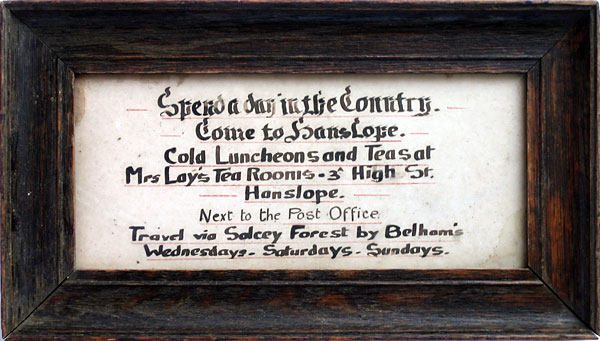 Spend a day in the Country.
Come to Hanslope.
Cold Luncheons and Teas at
Mrs Lay's Tea Rooms - 3 High St.
Hanslope.
Next to the Post Office.
Travel via Salcey Forest by Belham's
Wednesdays - Saturdays - Sundays.